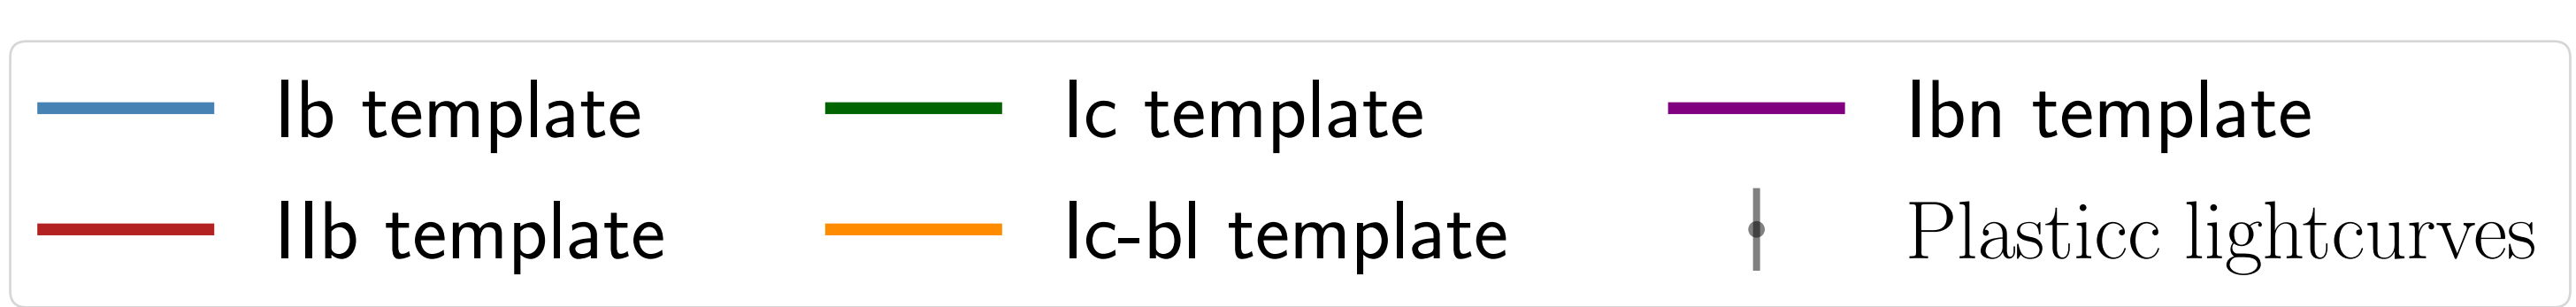 Ib template
Ic template
Ibn template
IIb template
Ic-bl template
Plasticc lightcurves